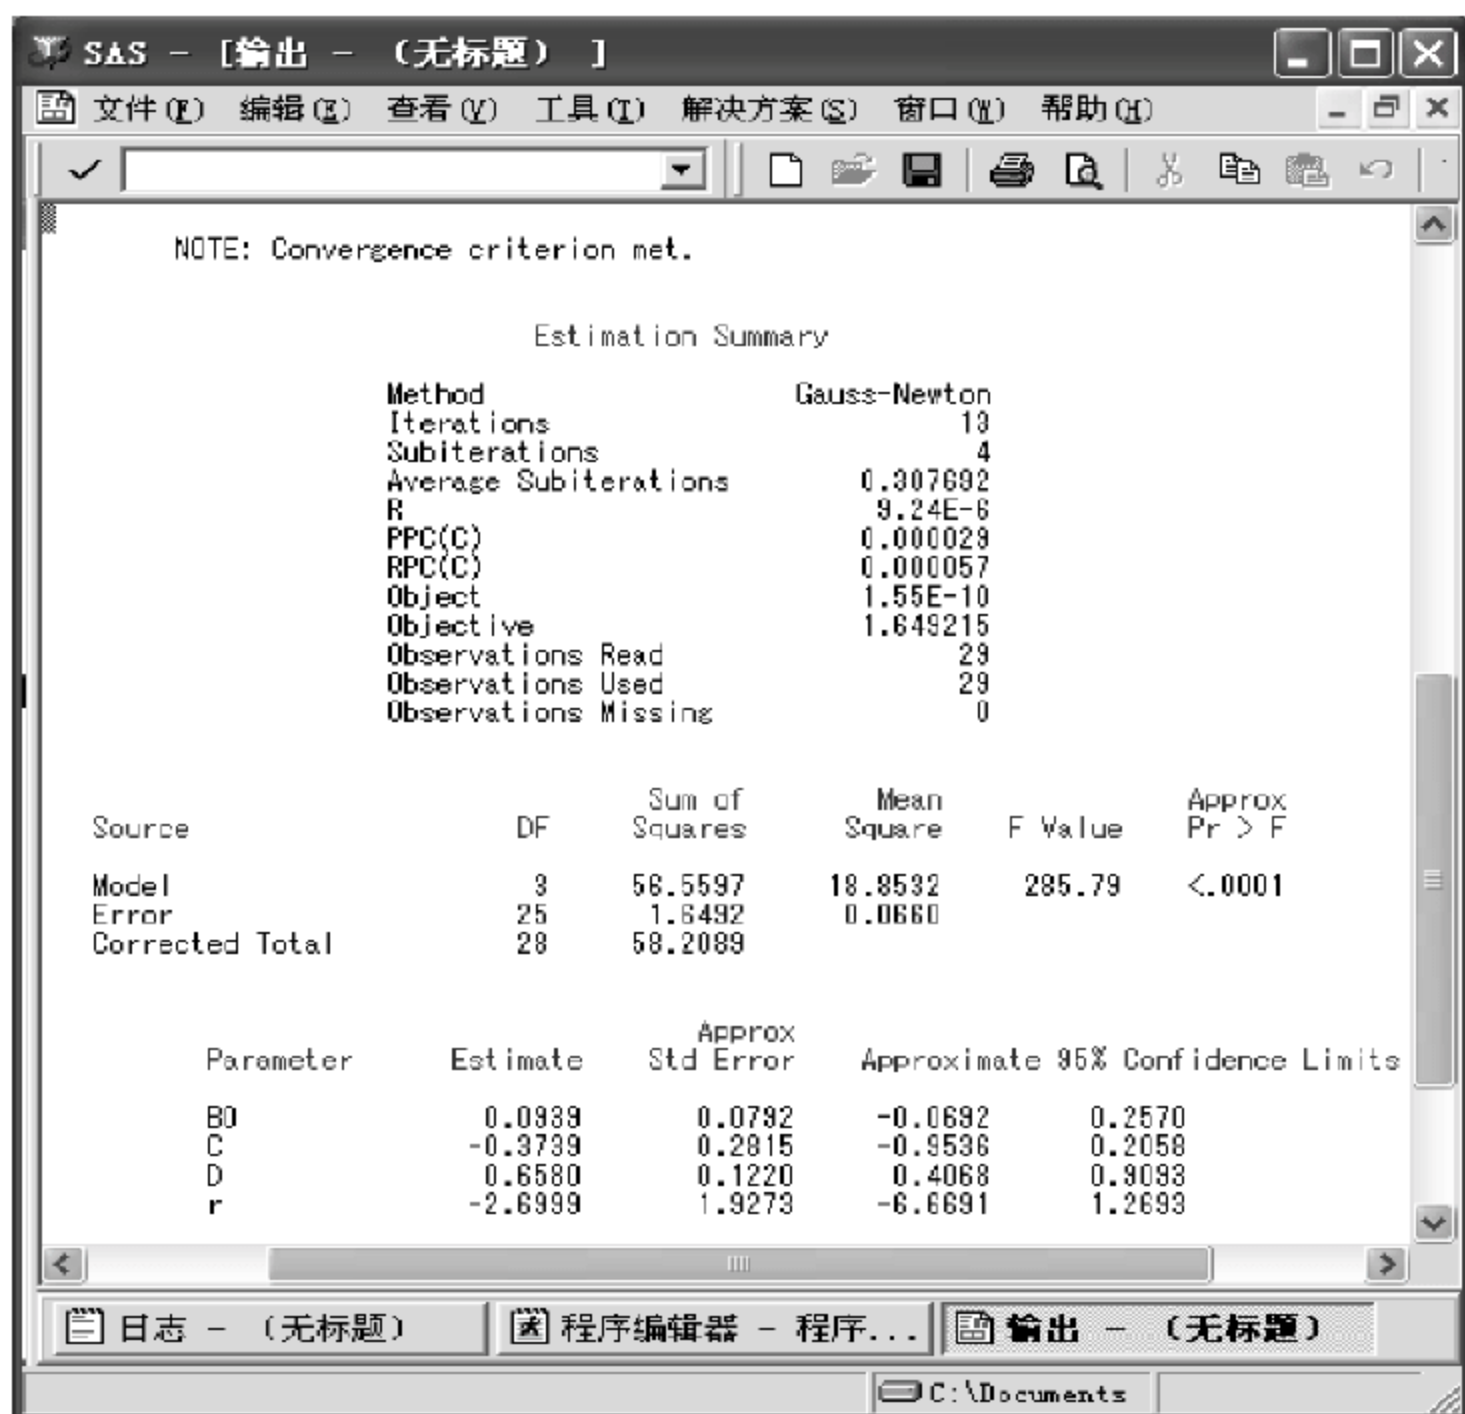 SAS - [输出 - （无标题） ]
文件(F) 编辑(E) 查看(V) 工具(T) 解决方案(S) 窗口(W) 帮助(H)
NOTE: Convergence criterion met.
Estimation Summary
Method Gauss-Newton
Iterations 13
Subiterations 4
Average Subiterations 0.307692
R 9.24E-6
PPC(C) 0.000029
RPC(C) 0.000057
Object 1.55E-10
Objective 1.649215
Observations Read 29
Observations Used 29
Observations Missing 0
Sum of Mean Approx
Source DF Squares Square F Value Pr > F
Model 3 56.5597 18.8532 285.79 <.0001
Error 25 1.6492 0.0660
Corrected Total 28 58.2089
Approx
Parameter Estimate Std Error Approximate 95% Confidence Limits
B0 0.0939 0.0792 -0.0692 0.2570
C -0.3739 0.2815 -0.9536 0.2058
D 0.6580 0.1220 0.4068 0.9093
r -2.6999 1.9273 -6.6691 1.2693
日志 - （无标题） 程序编辑器 - 程序... 输出 - （无标题）
C:\Documents